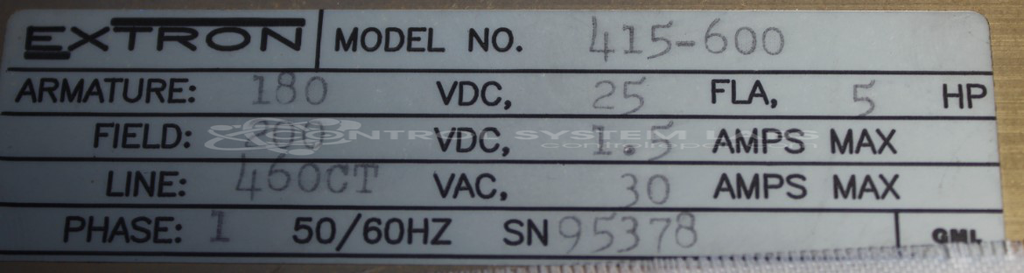 EXTRON MODEL NO. 415-600
ARMATURE: 180 VDC, 25 FLA, 5 HP
FIELD: 200 VDC, 1.5 AMPS MAX
LINE: 460CT VAC, 30 AMPS MAX
PHASE: 1 50/60HZ SN 95378 GML